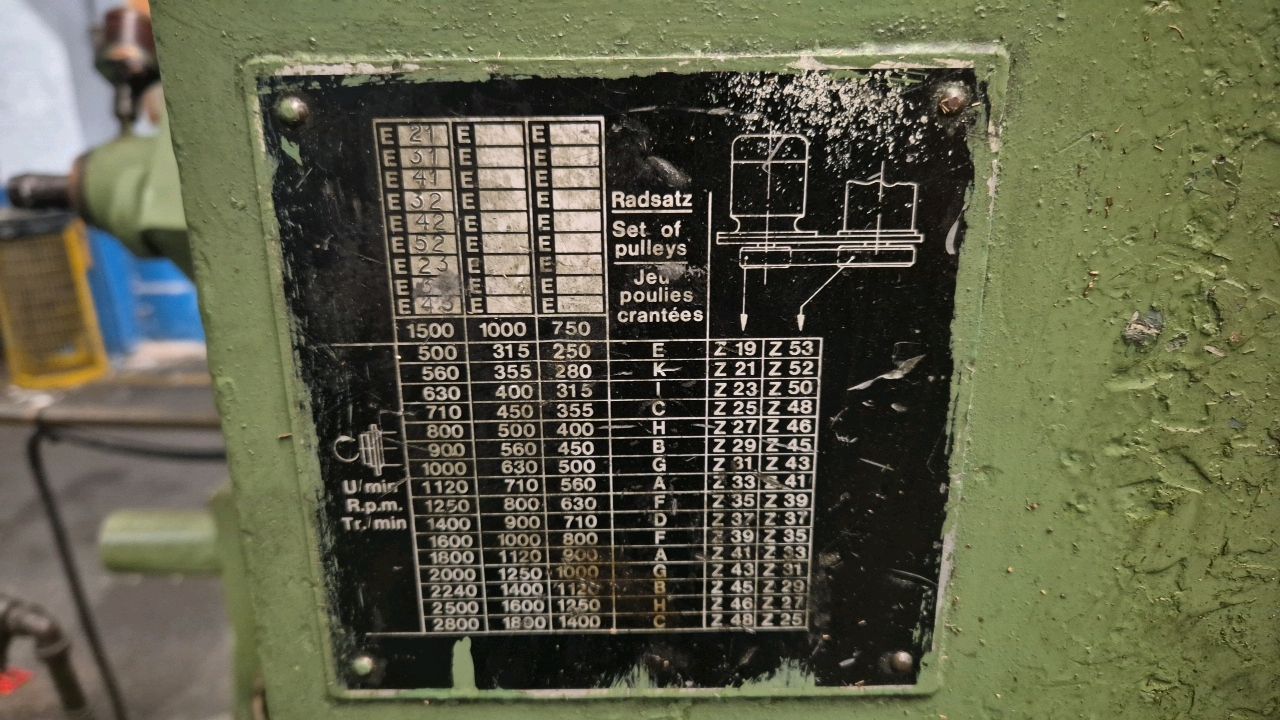 E 21 E E
E 31 E E
E 41 E E
E 32 E E
E 42 E E
E 52 E E
E 23 E E
E 3 E E
E 43 E E
Radsatz
Set of
pulleys
Jeu
poulies
crantées
1500 1000 750
500 315 250 E Z 19 Z 53
560 355 280 K Z 21 Z 52
630 400 315 I Z 23 Z 50
710 450 355 C Z 25 Z 48
800 500 400 H Z 27 Z 46
900 560 450 B Z 29 Z 45
1000 630 500 G Z 31 Z 43
1120 710 560 A Z 33 Z 41
1250 800 630 F Z 35 Z 39
1400 900 710 D Z 37 Z 37
1600 1000 800 F Z 39 Z 35
1800 1120 900 A Z 41 Z 33
2000 1250 1000 G Z 43 Z 31
2240 1400 1120 B Z 45 Z 29
2500 1600 1250 H Z 46 Z 27
2800 1800 1400 C Z 48 Z 25
U/min
R.p.m.
Tr./min